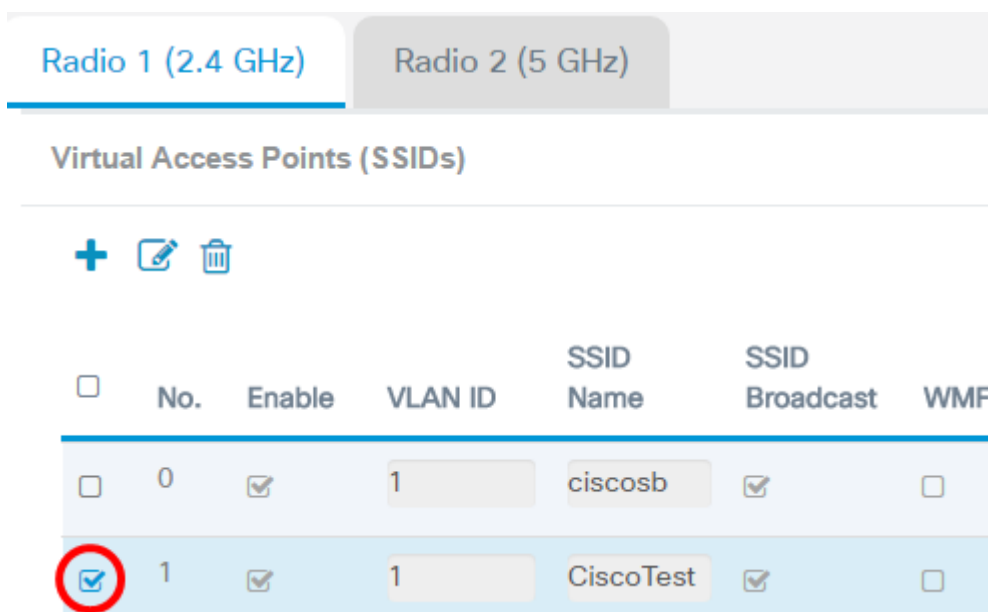 Radio 1 (2.4 GHz) Radio 2 (5 GHz)
Virtual Access Points (SSIDs)
No. Enable VLAN ID SSID Name SSID Broadcast WMF
0 1 ciscosb
1 1 CiscoTest